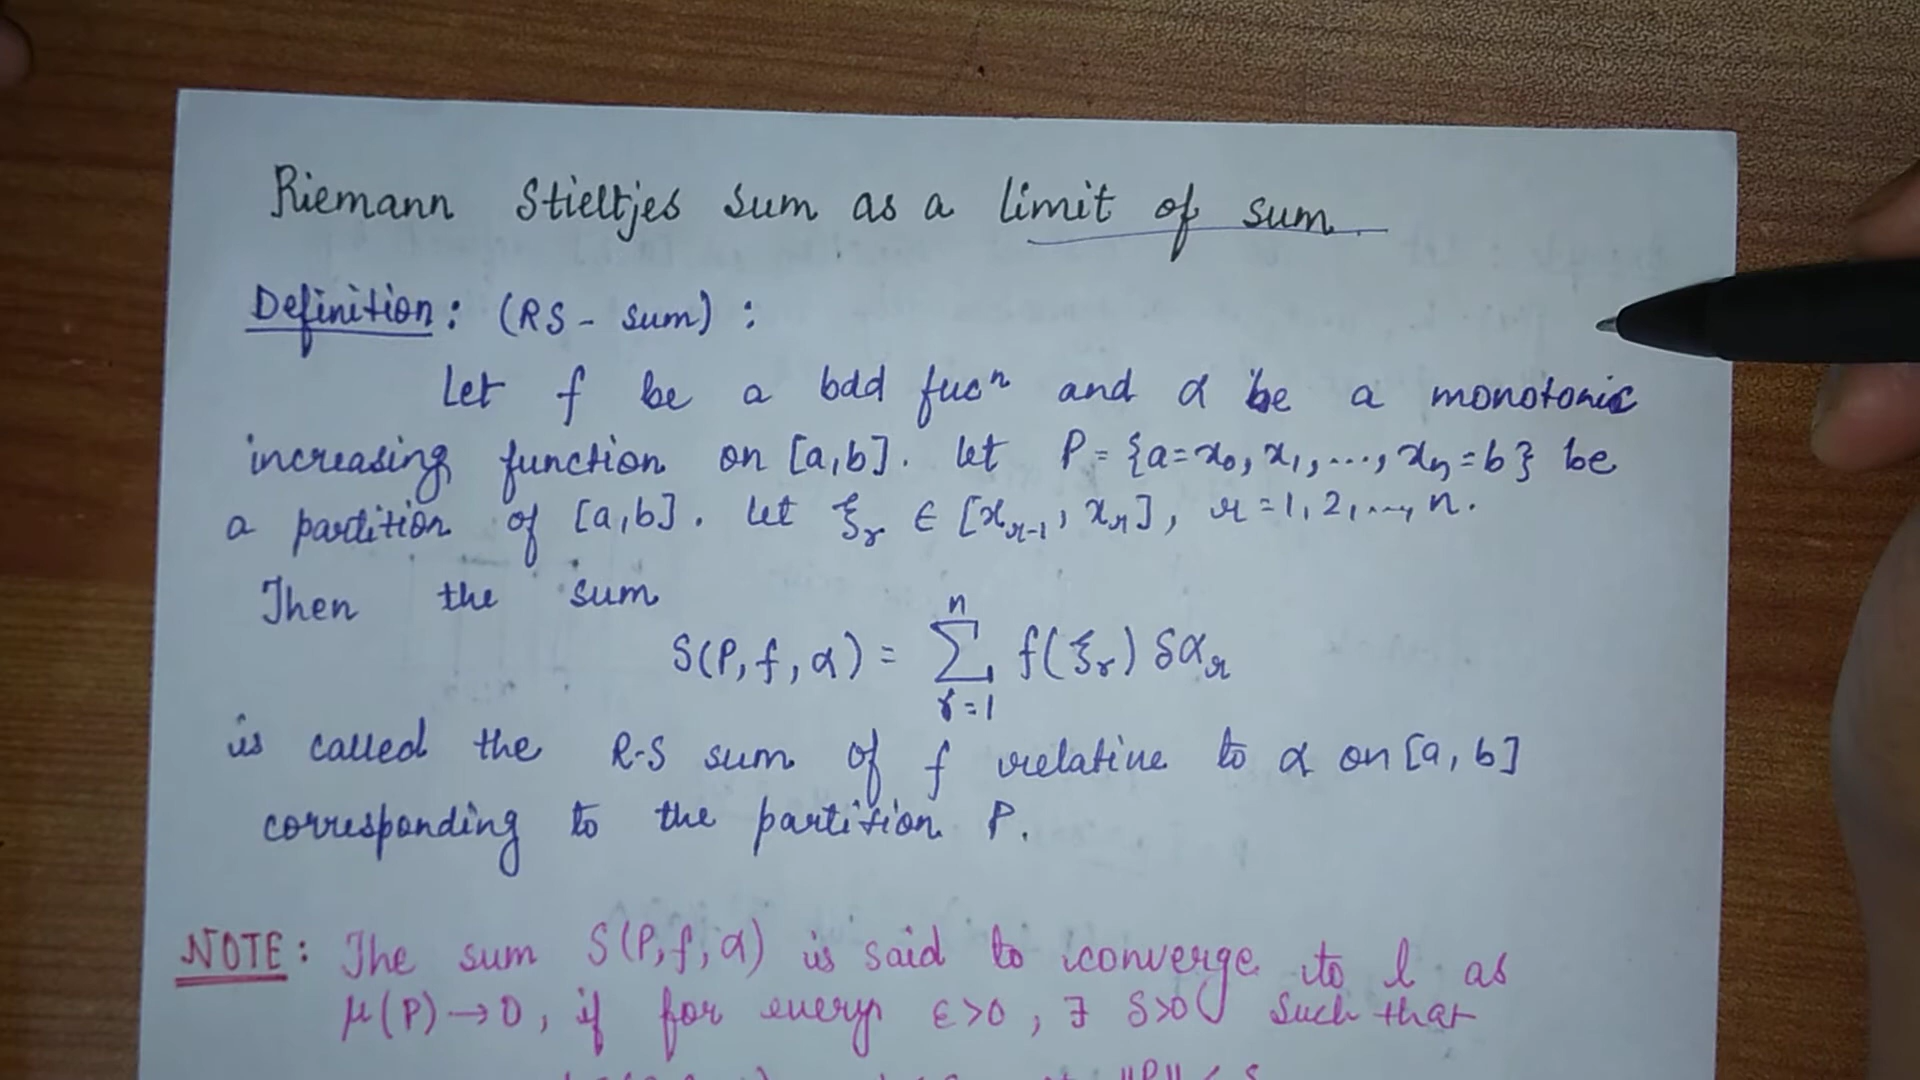 Riemann Stieltjes sum as a limit of sum.
Definition: (RS - sum) :
Let f be a bdd fucⁿ and α be a monotonic
increasing function on [a,b]. let P = {a=x₀, x₁, ..., xₙ = b} be
a partition of [a,b]. let ξᵣ ∈ [xᵣ₋₁, xᵣ], r = 1, 2, ..., n.
Then the sum
S(P, f, α) = ∑ₙᵣ₌₁ f(ξᵣ) δαᵣ
is called the R-S sum of f relative to α on [a, b]
corresponding to the partition P.
NOTE: The sum S(P, f, α) is said to converge to l as
μ(P) → 0, if for every ε>0, ∃ δ>0 such that